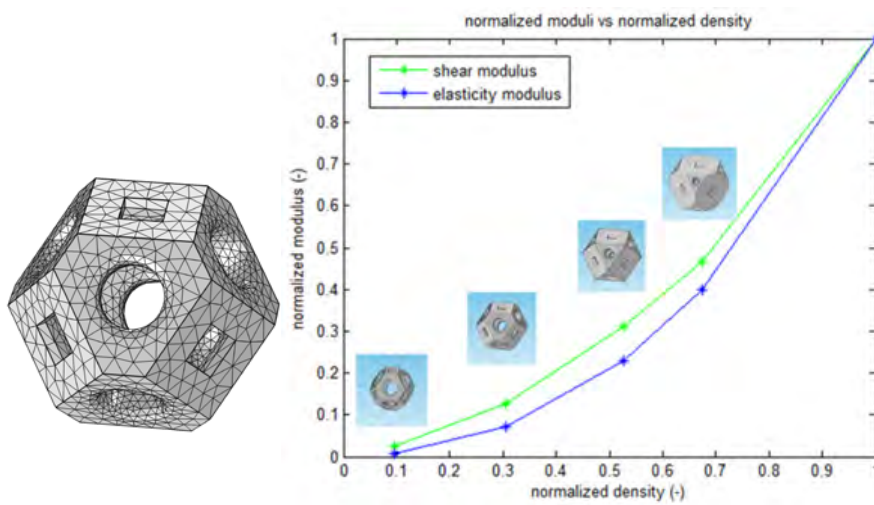 normalized moduli vs normalized density
shear modulus
elasticity modulus
normalized modulus (-)
1
0.9
0.8
0.7
0.6
0.5
0.4
0.3
0.2
0.1
0
0 0.1 0.2 0.3 0.4 0.5 0.6 0.7 0.8 0.9
normalized density (-)